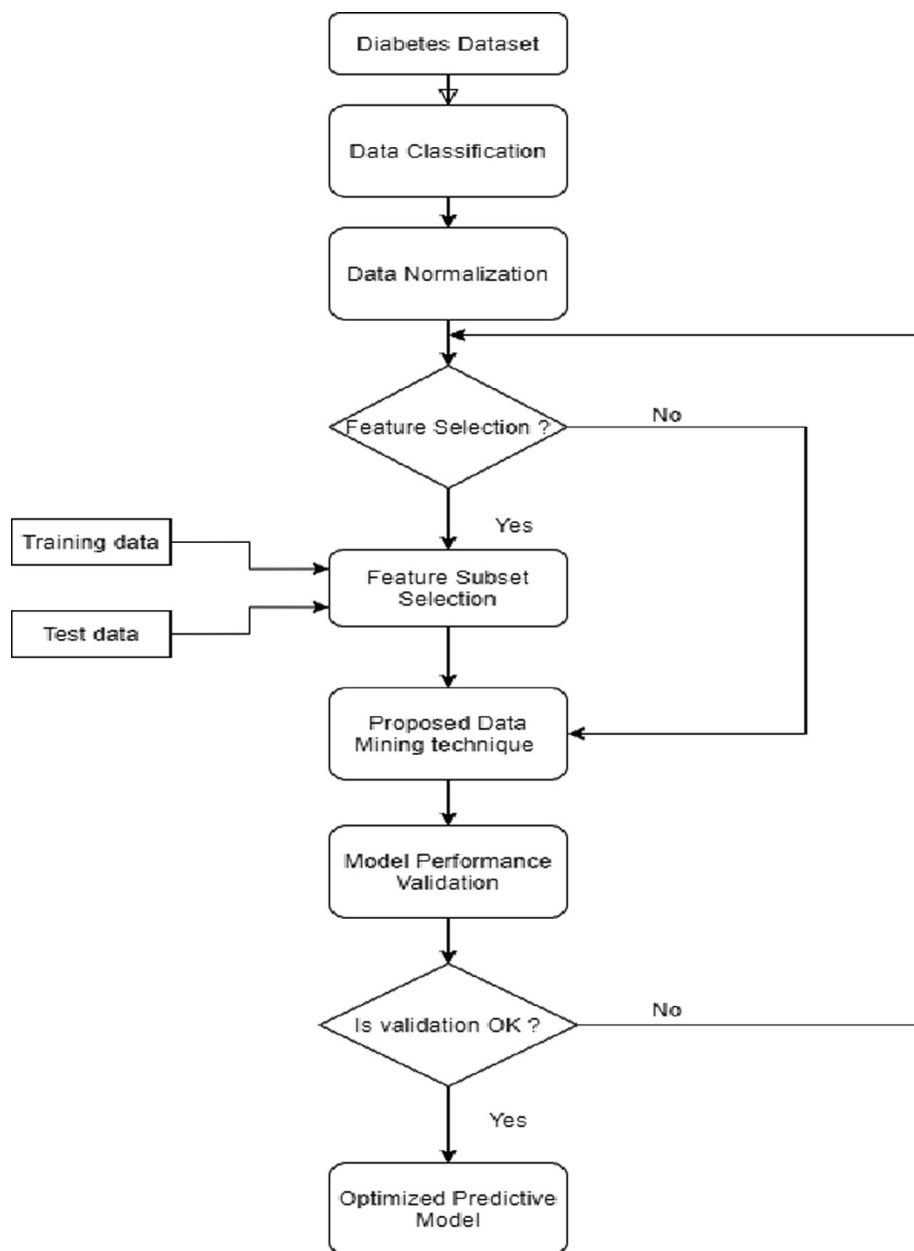 Diabetes Dataset
Data Classification
Data Normalization
Feature Selection ?
No
Yes
Training data
Feature Subset
Selection
Test data
Proposed Data
Mining technique
Model Performance
Validation
Is validation OK ?
No
Yes
Optimized Predictive
Model